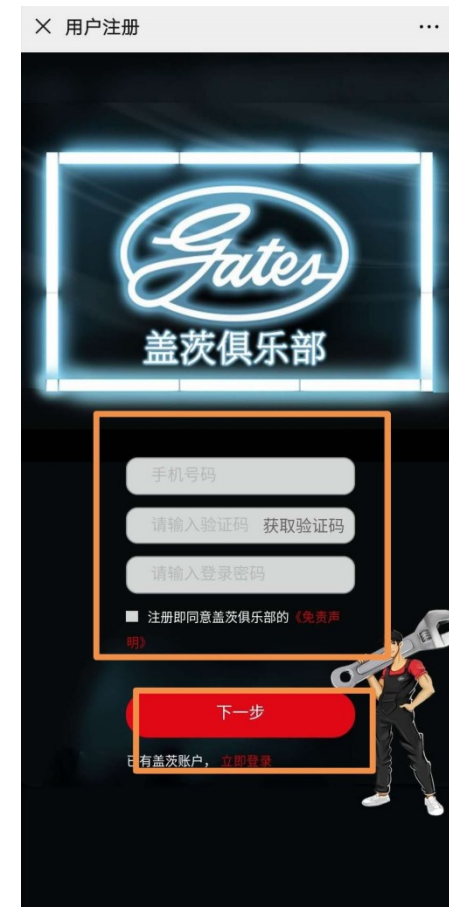 用户注册
Gates
盖茨俱乐部
手机号码
请输入验证码 获取验证码
请输入登录密码
注册即同意盖茨俱乐部的《免责声
明》
下一步
已有盖茨账户，立即登录